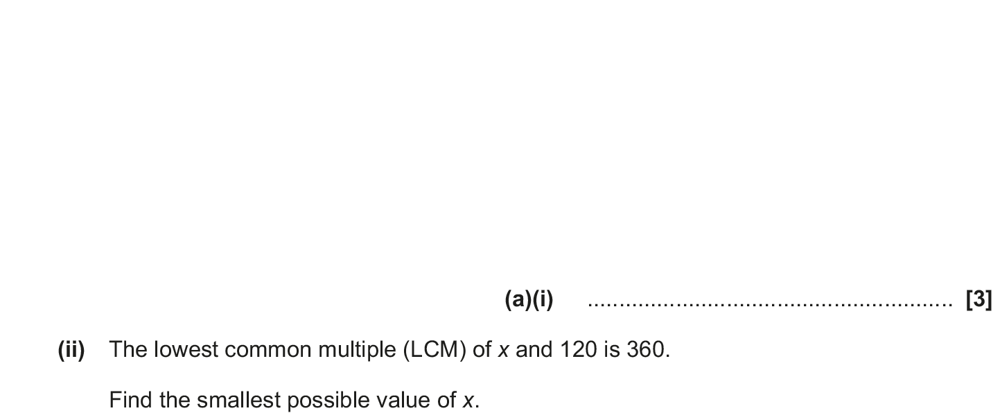 (a)(i) ........................................................... [3]
(ii) The lowest common multiple (LCM) of x and 120 is 360.
Find the smallest possible value of x.